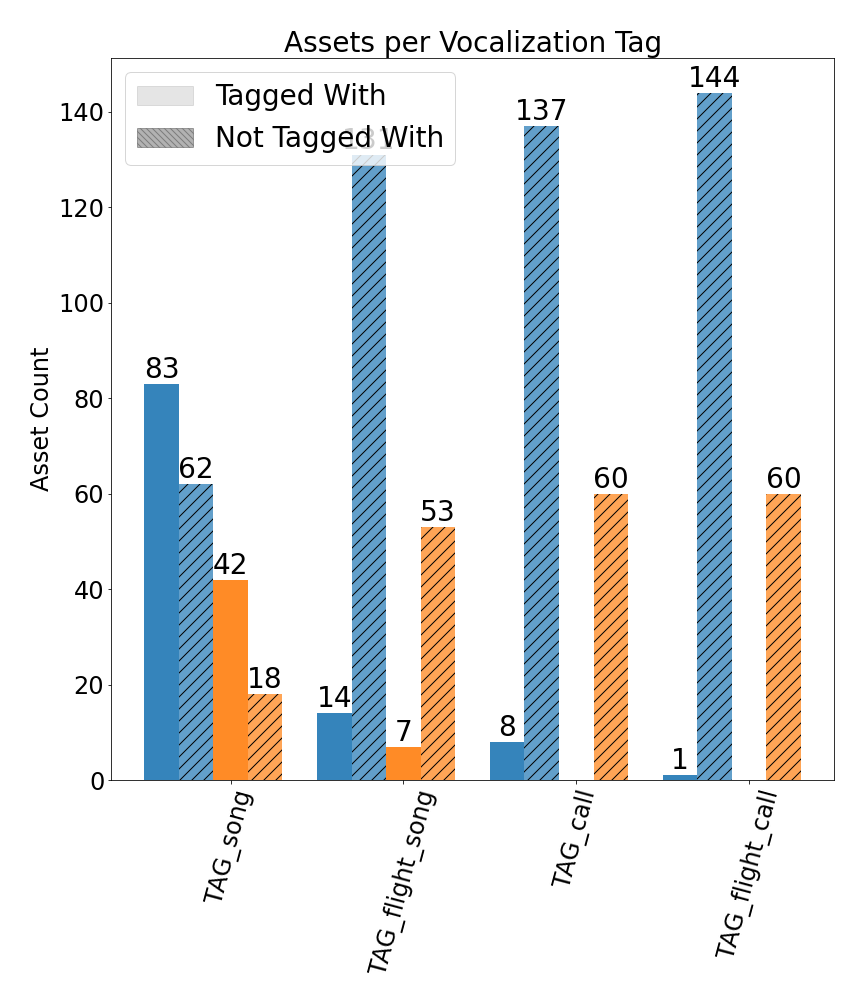 Assets per Vocalization Tag
Tagged With
Not Tagged With
Asset Count
140
120
100
80
60
40
20
0
83
62
42
18
14
131
7
53
8
137
60
1
144
60
TAG_song
TAG_flight_song
TAG_call
TAG_flight_call